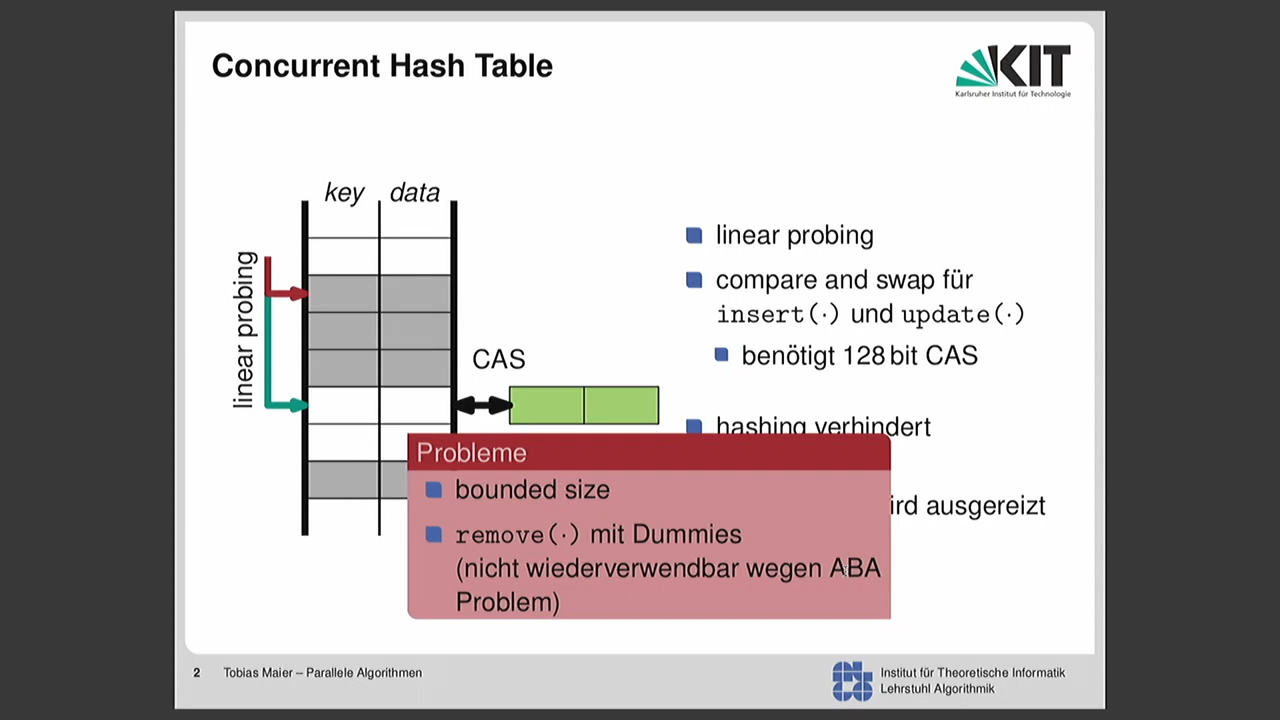 Concurrent Hash Table
KIT
Karlsruher Institut für Technologie
key data
linear probing
CAS
linear probing
compare and swap für
insert(·) und update(·)
benötigt 128 bit CAS
hashing verhindert
ird ausgereizt
Probleme
bounded size
remove(·) mit Dummies
(nicht wiederverwendbar wegen ABA
Problem)
2 Tobias Maier – Parallele Algorithmen
Institut für Theoretische Informatik
Lehrstuhl Algorithmik